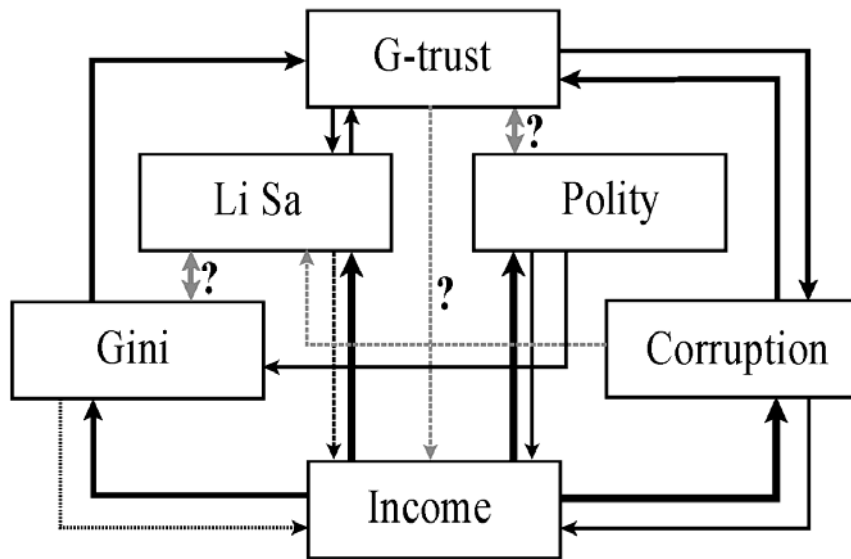 G-trust
?
Li Sa
Polity
?
?
Gini
Corruption
Income